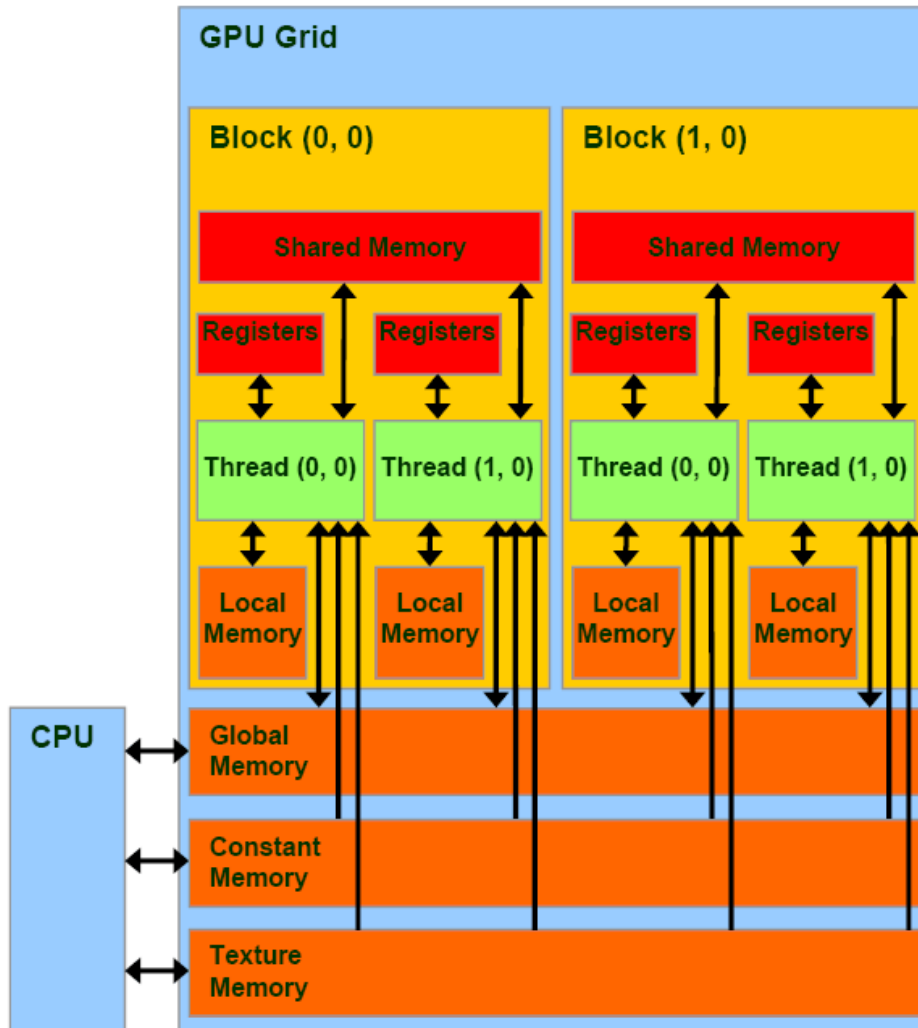 GPU Grid
Block (0, 0)
Block (1, 0)
Shared Memory
Shared Memory
Registers
Registers
Registers
Registers
Thread (0, 0)
Thread (1, 0)
Thread (0, 0)
Thread (1, 0)
Local
Memory
Local
Memory
Local
Memory
Local
Memory
CPU
Global
Memory
Constant
Memory
Texture
Memory